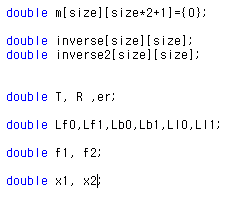 double m[size][size*2+1]={0};
double inverse[size][size];
double inverse2[size][size];
double T, R ,er;
double Lf0,Lf1,Lb0,Lb1,Ll0,Ll1;
double f1, f2;
double x1, x2;